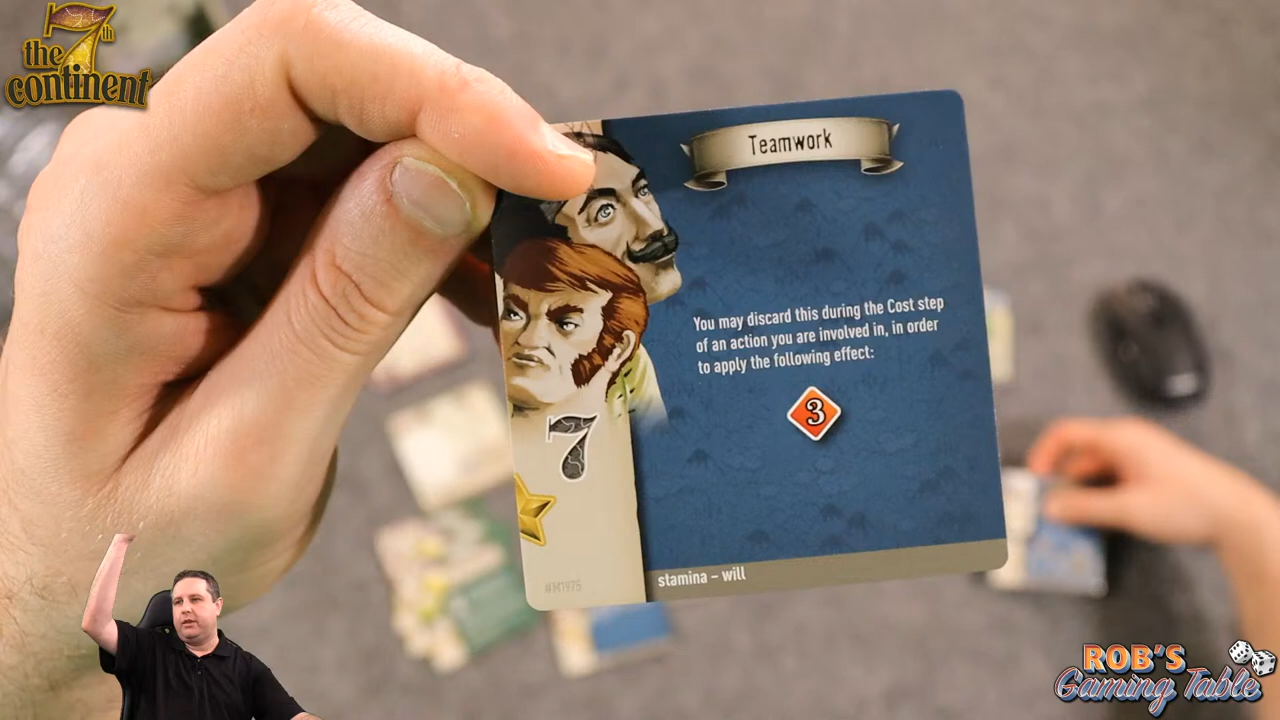 the 7th
continent
Teamwork
You may discard this during the Cost step
of an action you are involved in, in order
to apply the following effect:
3
7
#M1975
stamina – will
ROB'S
Gaming Table